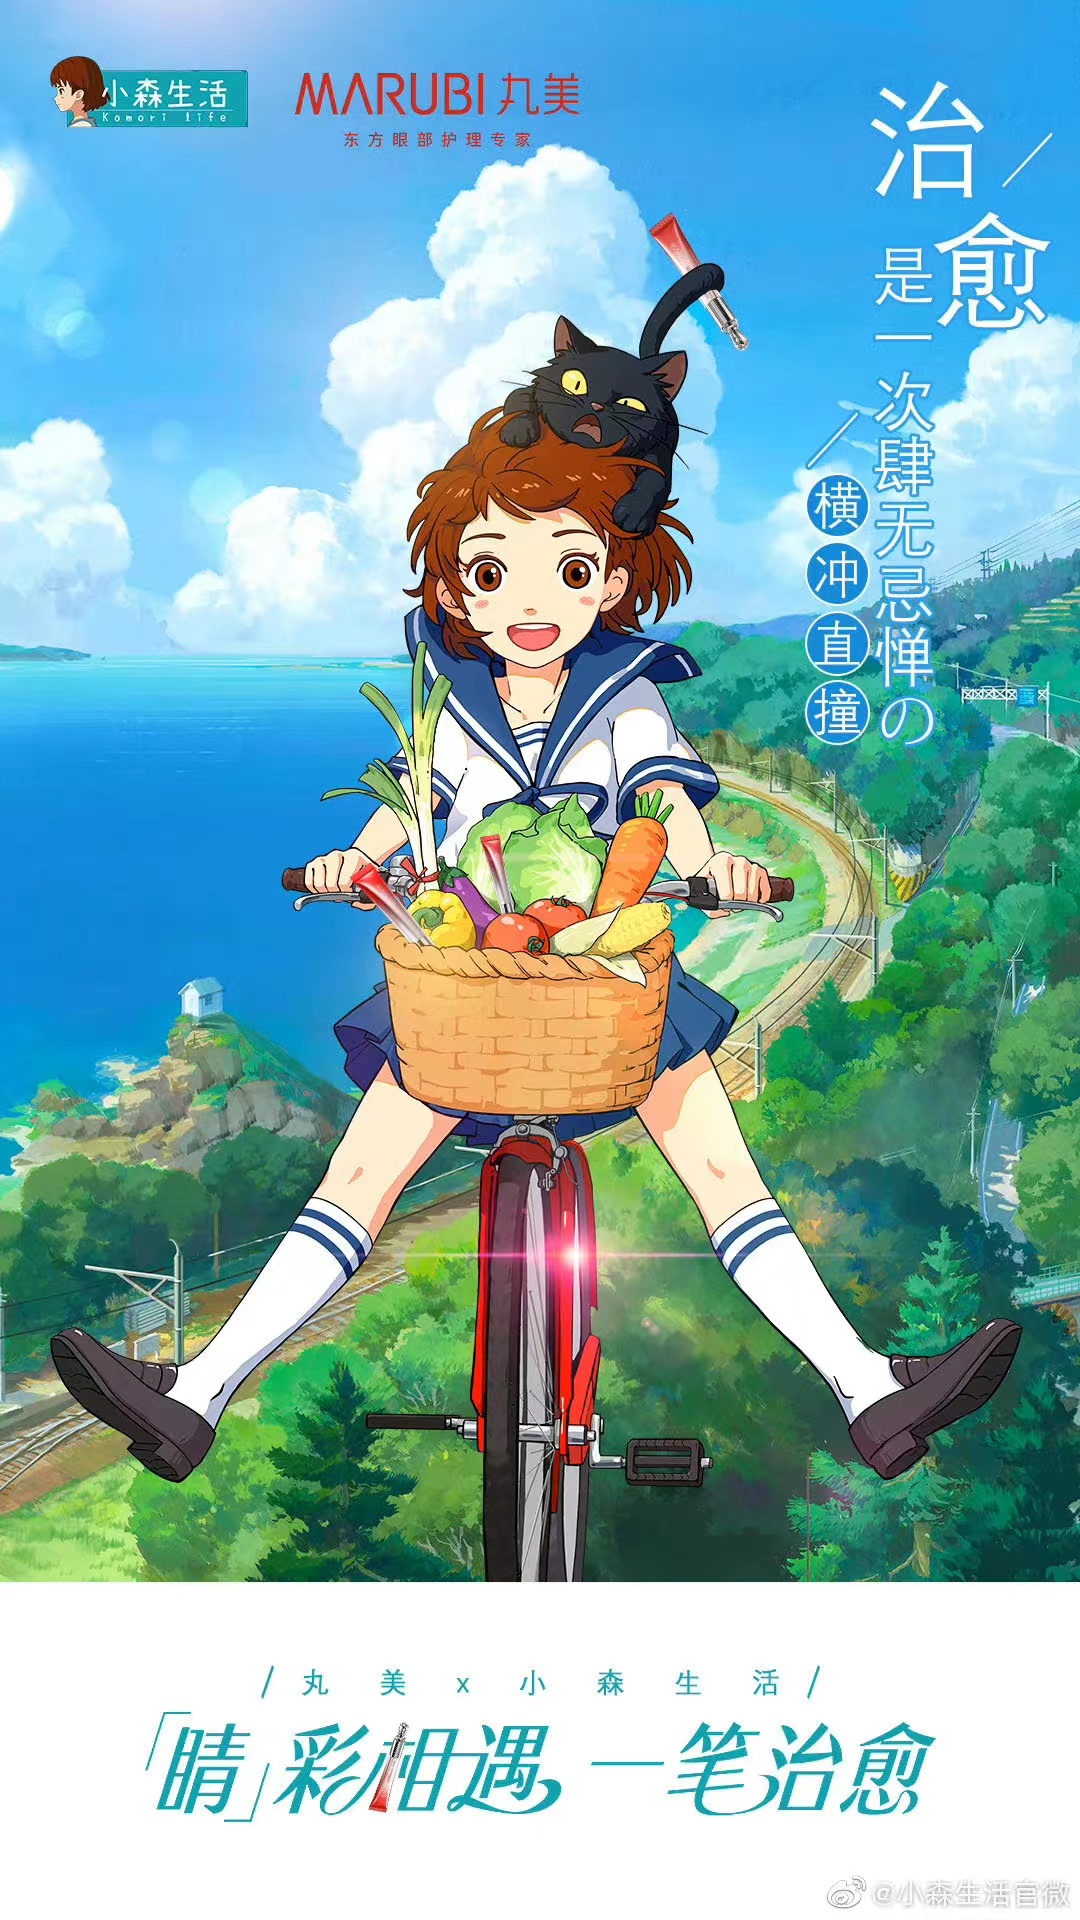 小森生活
Komori life
MARUBI 丸美
东方眼部护理专家
治愈
是一次肆无忌惮の
横冲直撞
丸美x小森生活
「睛」彩相遇 一笔治愈
@小森生活官微